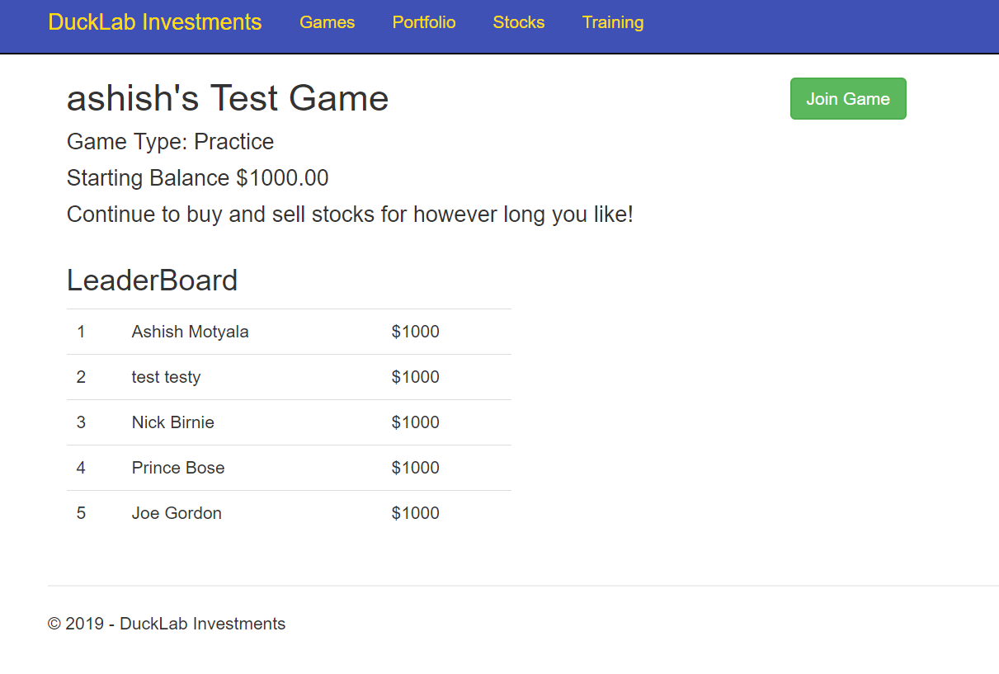 DuckLab Investments Games Portfolio Stocks Training
ashish's Test Game
Join Game
Game Type: Practice
Starting Balance $1000.00
Continue to buy and sell stocks for however long you like!
LeaderBoard
1 Ashish Motyala $1000
2 test testy $1000
3 Nick Birnie $1000
4 Prince Bose $1000
5 Joe Gordon $1000
© 2019 - DuckLab Investments